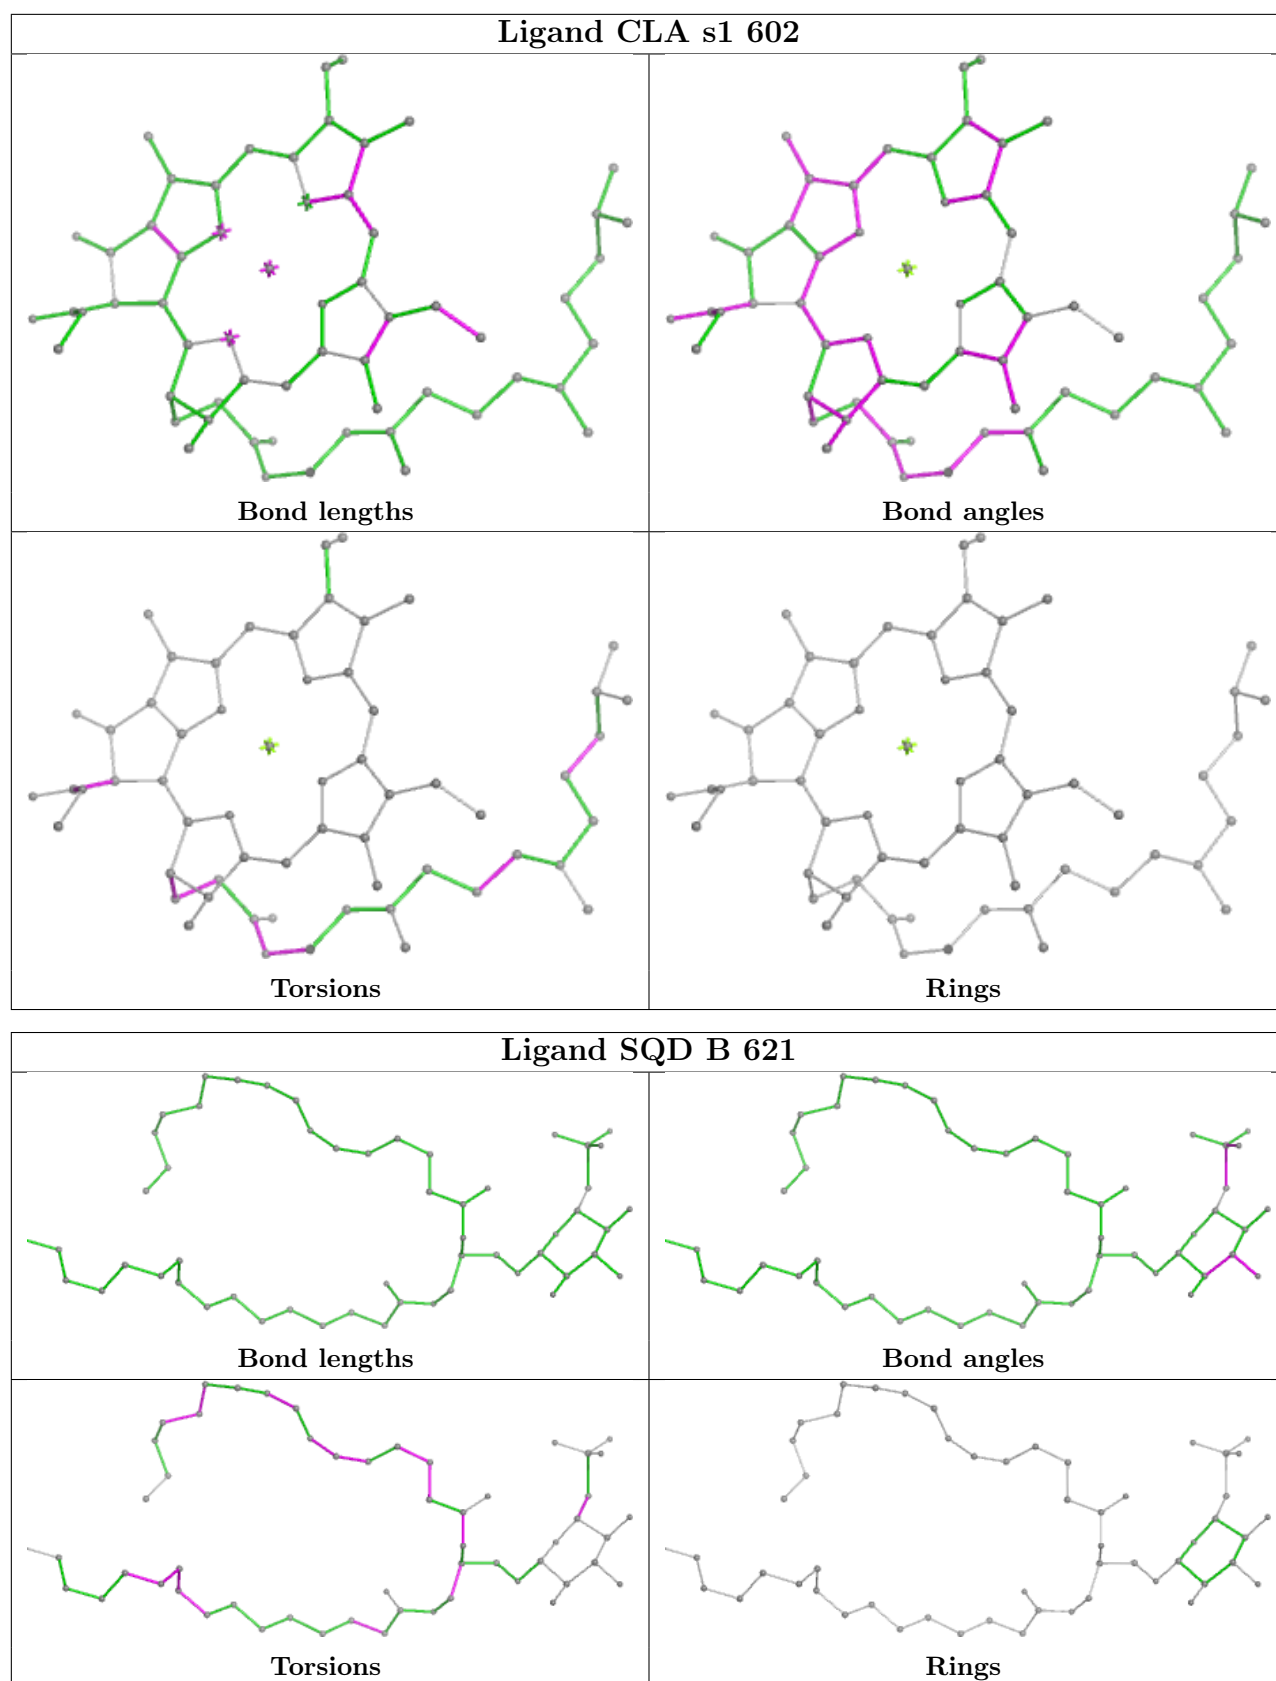 Ligand CLA s1 602
Bond lengths
Bond angles
Torsions
Rings
Ligand SQD B 621
Bond lengths
Bond angles
Torsions
Rings